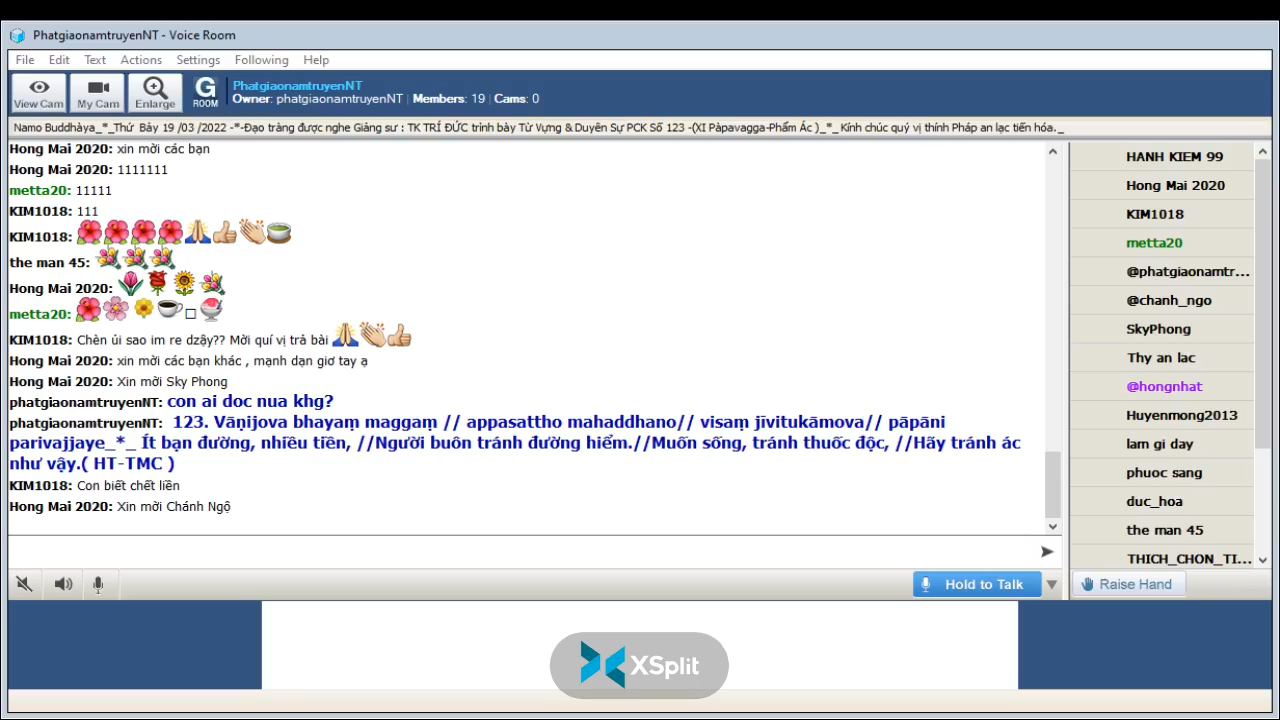 PhatgiaonamtruyenNT - Voice Room
File Edit Text Actions Settings Following Help
View Cam My Cam Enlarge G ROOM
PhatgiaonamtruyenNT
Owner: phatgiaonamtruyenNT | Members: 19 | Cams: 0
Namo Buddhàya_*_Thứ Bảy 19 /03 /2022 -*-Đạo tràng được nghe Giảng sư : TK TRÍ ĐỨC trình bày Từ Vựng & Duyên Sự PCK Số 123 -(XI Pàpavagga-Phẩm Ác )_*_ Kính chúc quý vị thính Pháp an lạc tiến hóa._
Hong Mai 2020: xin mời các bạn
Hong Mai 2020: 1111111
metta20: 11111
KIM1018: 111
KIM1018:
the man 45:
Hong Mai 2020:
metta20:
KIM1018: Chèn ủi sao im re dzậy?? Mời quí vị trả bài
Hong Mai 2020: xin mời các bạn khác , mạnh dạn giơ tay ạ
Hong Mai 2020: Xin mời Sky Phong
phatgiaonamtruyenNT: con ai doc nua khg?
phatgiaonamtruyenNT: 123. Vāṇijova bhayaṃ maggaṃ // appasattho mahaddhano// visaṃ jīvitukāmova// pāpāni
parivajjaye_*_ Ít bạn đường, nhiều tiền, //Người buôn tránh đường hiểm.//Muốn sống, tránh thuốc độc, //Hãy tránh ác
như vậy.( HT-TMC )
KIM1018: Con biết chết liền
Hong Mai 2020: Xin mời Chánh Ngộ
HANH KIEM 99
Hong Mai 2020
KIM1018
metta20
@phatgiaonamtr...
@chanh_ngo
SkyPhong
Thy an lac
@hongnhat
Huyenmong2013
lam gi day
phuoc sang
duc_hoa
the man 45
THICH_CHON_TI...
Hold to Talk
Raise Hand
XSplit